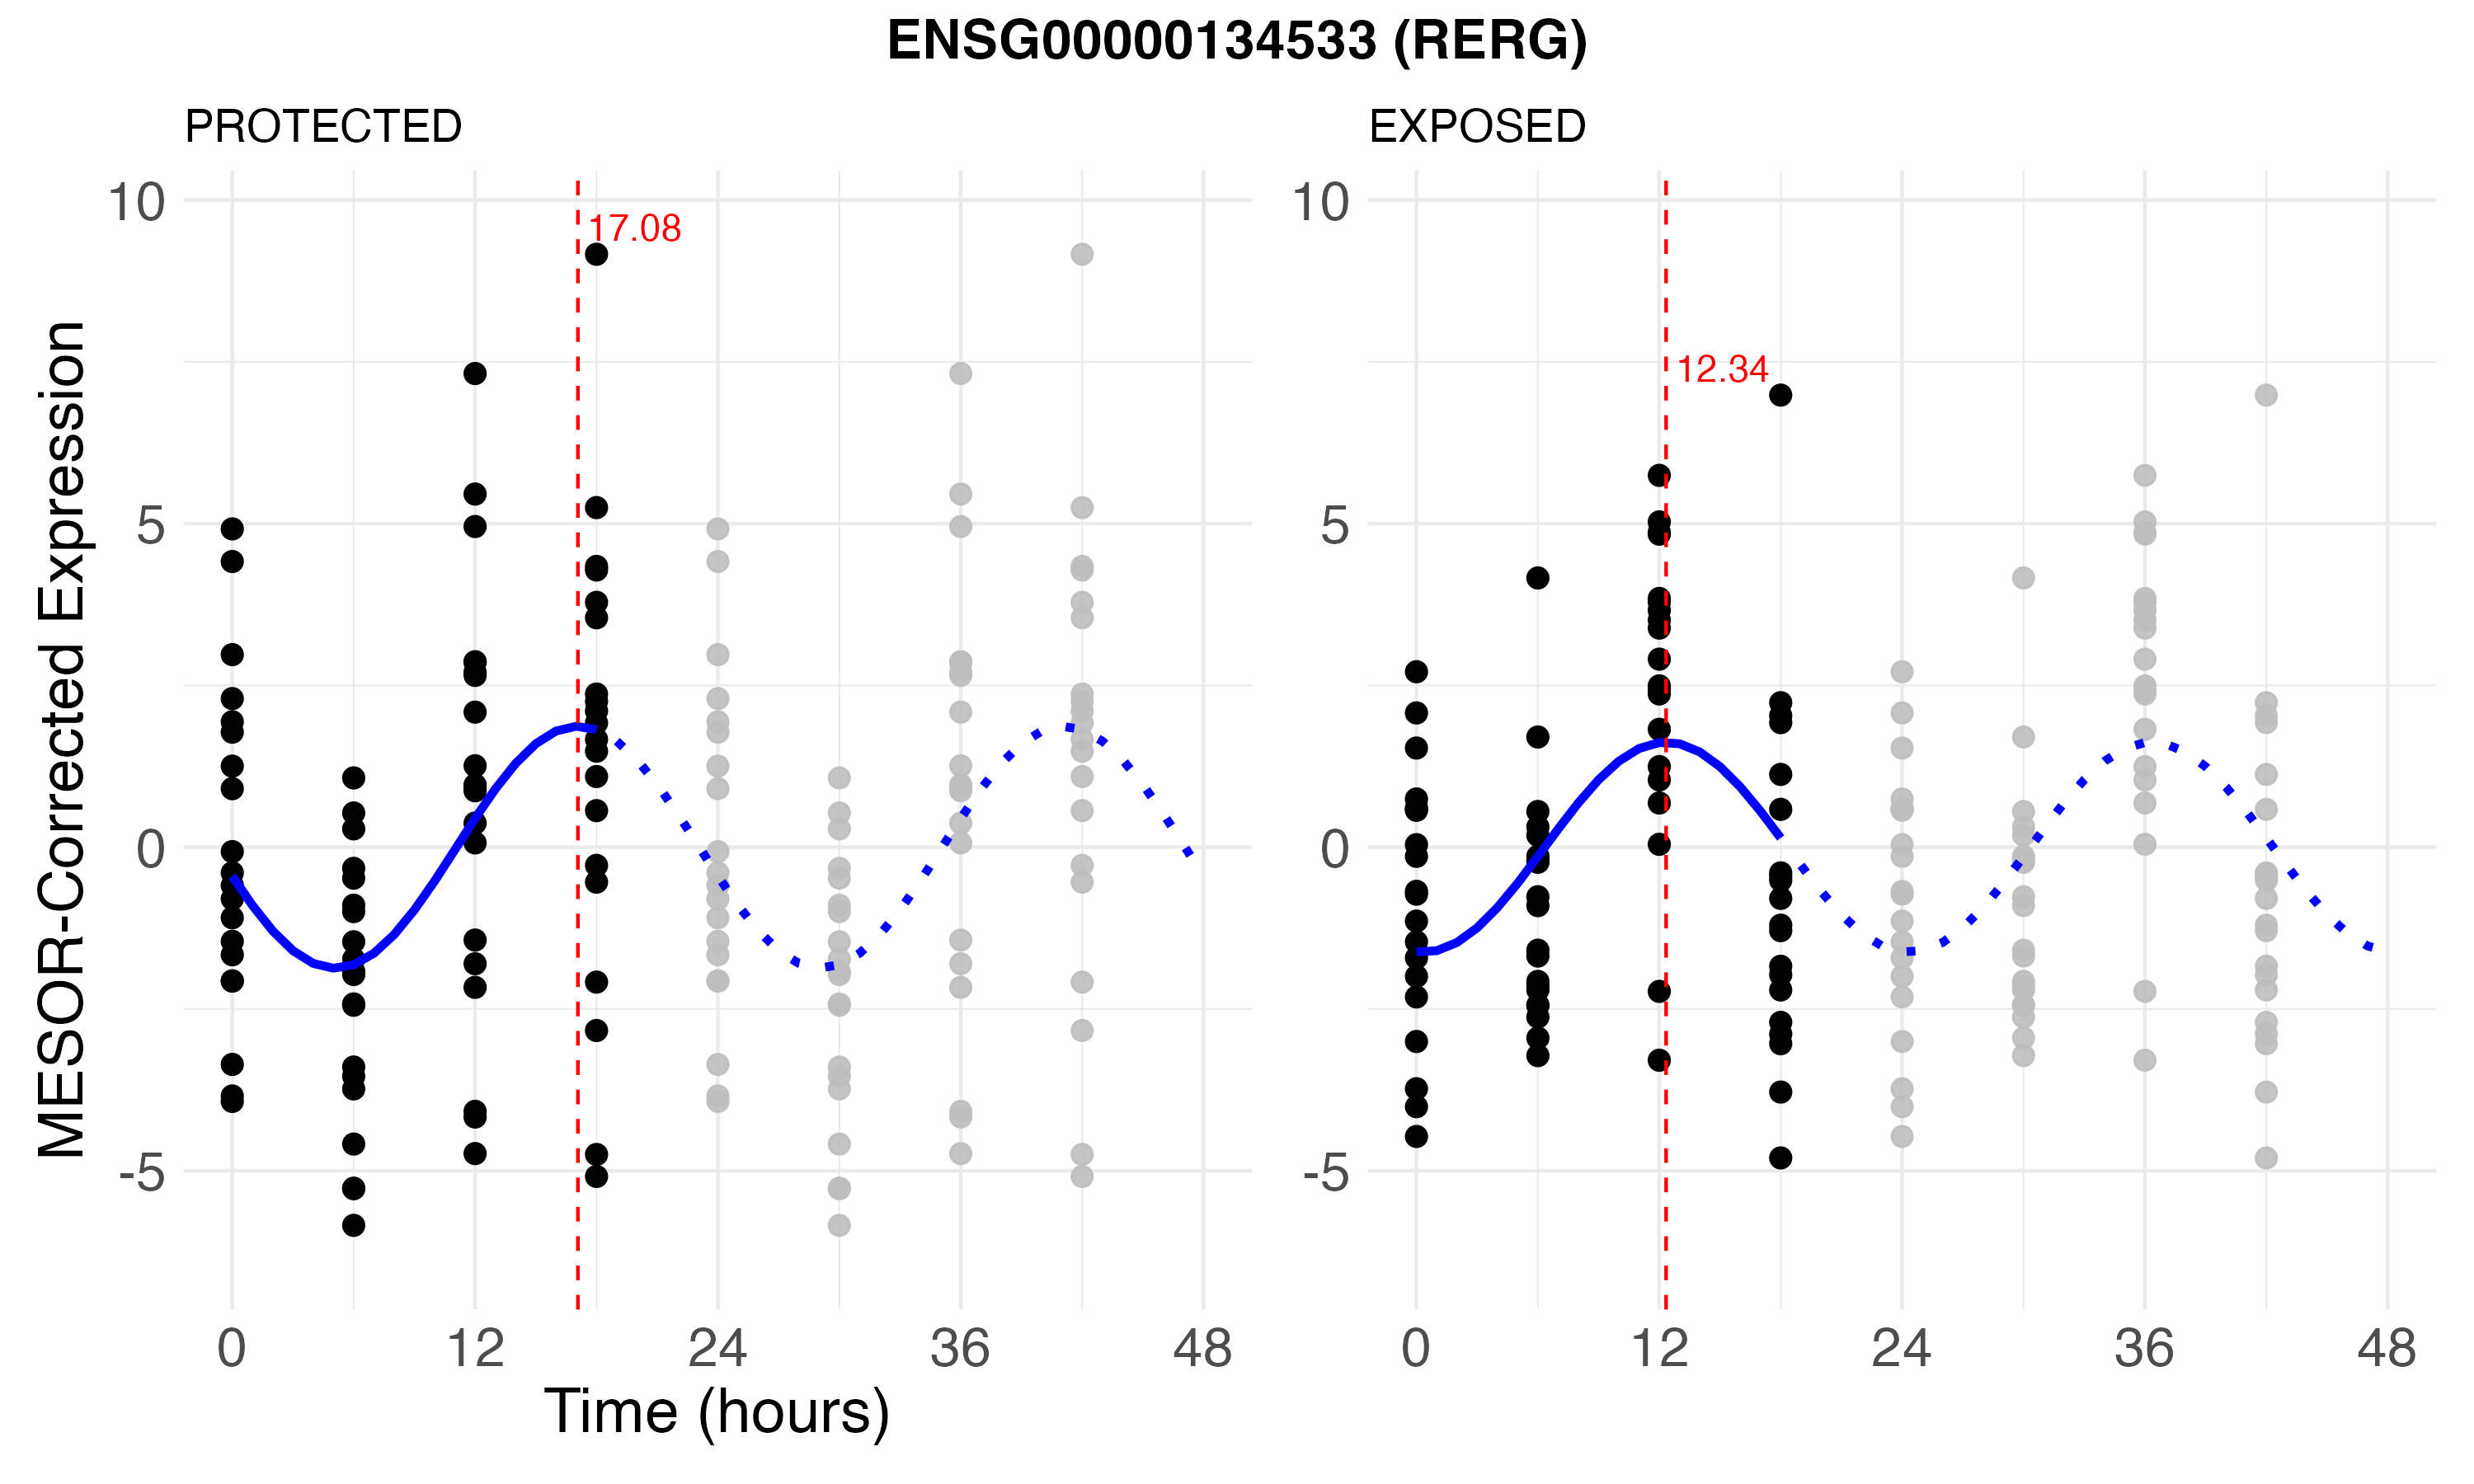 ENSG00000134533 (RERG)
PROTECTED
EXPOSED
MESOR-Corrected Expression
10
5
0
-5
17.08
0 12 24 36 48
10
5
0
-5
12.34
0 12 24 36 48
Time (hours)